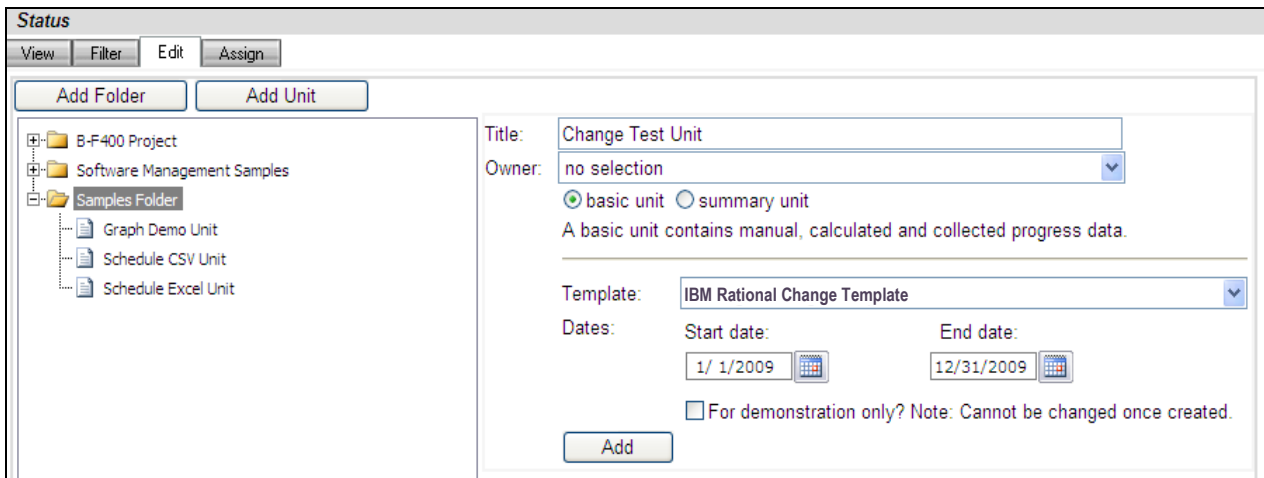 Status
View Filter Edit Assign
Add Folder Add Unit
B-F400 Project
Software Management Samples
Samples Folder
Graph Demo Unit
Schedule CSV Unit
Schedule Excel Unit
Title: Change Test Unit
Owner: no selection
basic unit summary unit
A basic unit contains manual, calculated and collected progress data.
Template: IBM Rational Change Template
Dates: Start date: End date:
1/ 1/2009 12/31/2009
For demonstration only? Note: Cannot be changed once created.
Add